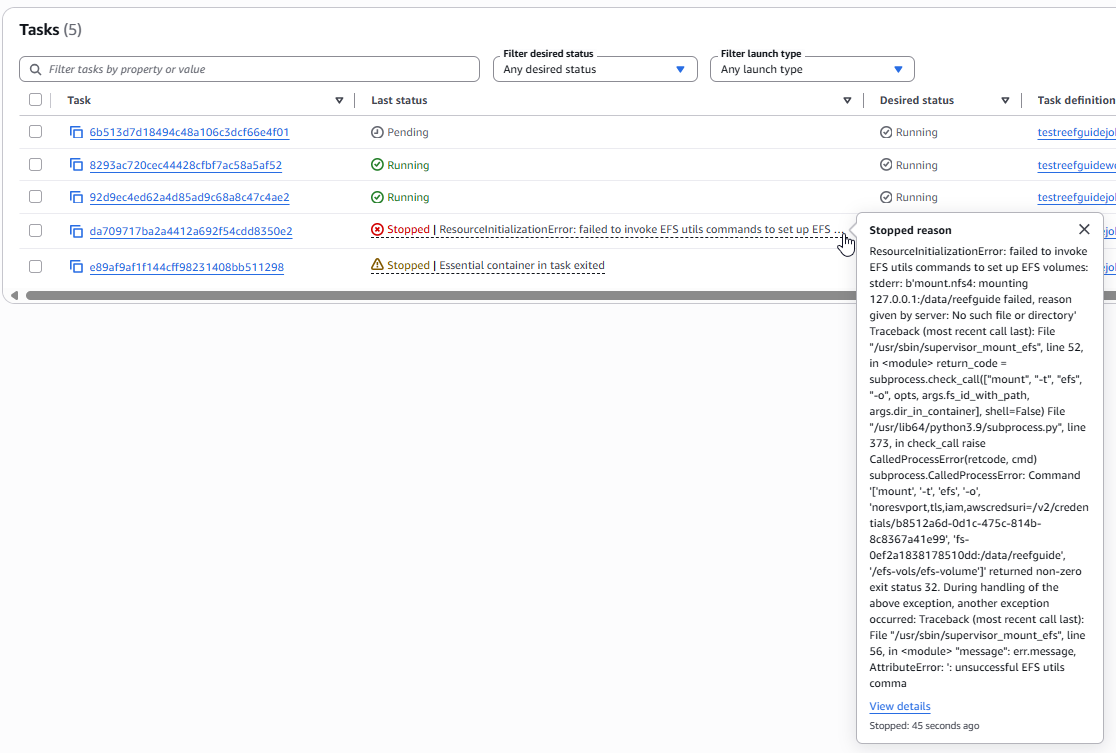 Tasks (5)
Filter tasks by property or value
Filter desired status
Any desired status
Filter launch type
Any launch type
Task
Last status
Desired status
Task definition
6b513d7d18494c48a106c3dcf66e4f01
Pending
Running
testreefguidejo
8293ac720cec44428cfbf7ac58a5af52
Running
Running
testreefguidew
92d9ec4ed62a4d85ad9c68a8c47c4ae2
Running
Running
testreefguidejo
da709717ba2a4412a692f54cdd8350e2
Stopped | ResourceInitializationError: failed to invoke EFS utils commands to set up EFS ...
e89af9af1f144cff98231408bb511298
Stopped | Essential container in task exited
Stopped reason
ResourceInitializationError: failed to invoke
EFS utils commands to set up EFS volumes:
stderr: b'mount.nfs4: mounting
127.0.0.1:/data/reefguide failed, reason
given by server: No such file or directory'
Traceback (most recent call last): File
"/usr/sbin/supervisor_mount_efs", line 52,
in <module> return_code =
subprocess.check_call(["mount", "-t", "efs",
"-o", opts, args.fs_id_with_path,
args.dir_in_container], shell=False) File
"/usr/lib64/python3.9/subprocess.py", line
373, in check_call raise
CalledProcessError(retcode, cmd)
subprocess.CalledProcessError: Command
'['mount', '-t', 'efs', '-o',
'noresvport,tls,iam,awscredsuri=/v2/creden
tials/b8512a6d-0d1c-475c-814b-
8c8367a41e99', 'fs-
0ef2a1838178510dd:/data/reefguide',
'/efs-vols/efs-volume']' returned non-zero
exit status 32. During handling of the
above exception, another exception
occurred: Traceback (most recent call last):
File "/usr/sbin/supervisor_mount_efs", line
56, in <module> "message": err.message,
AttributeError: ': unsuccessful EFS utils
comma
View details
Stopped: 45 seconds ago